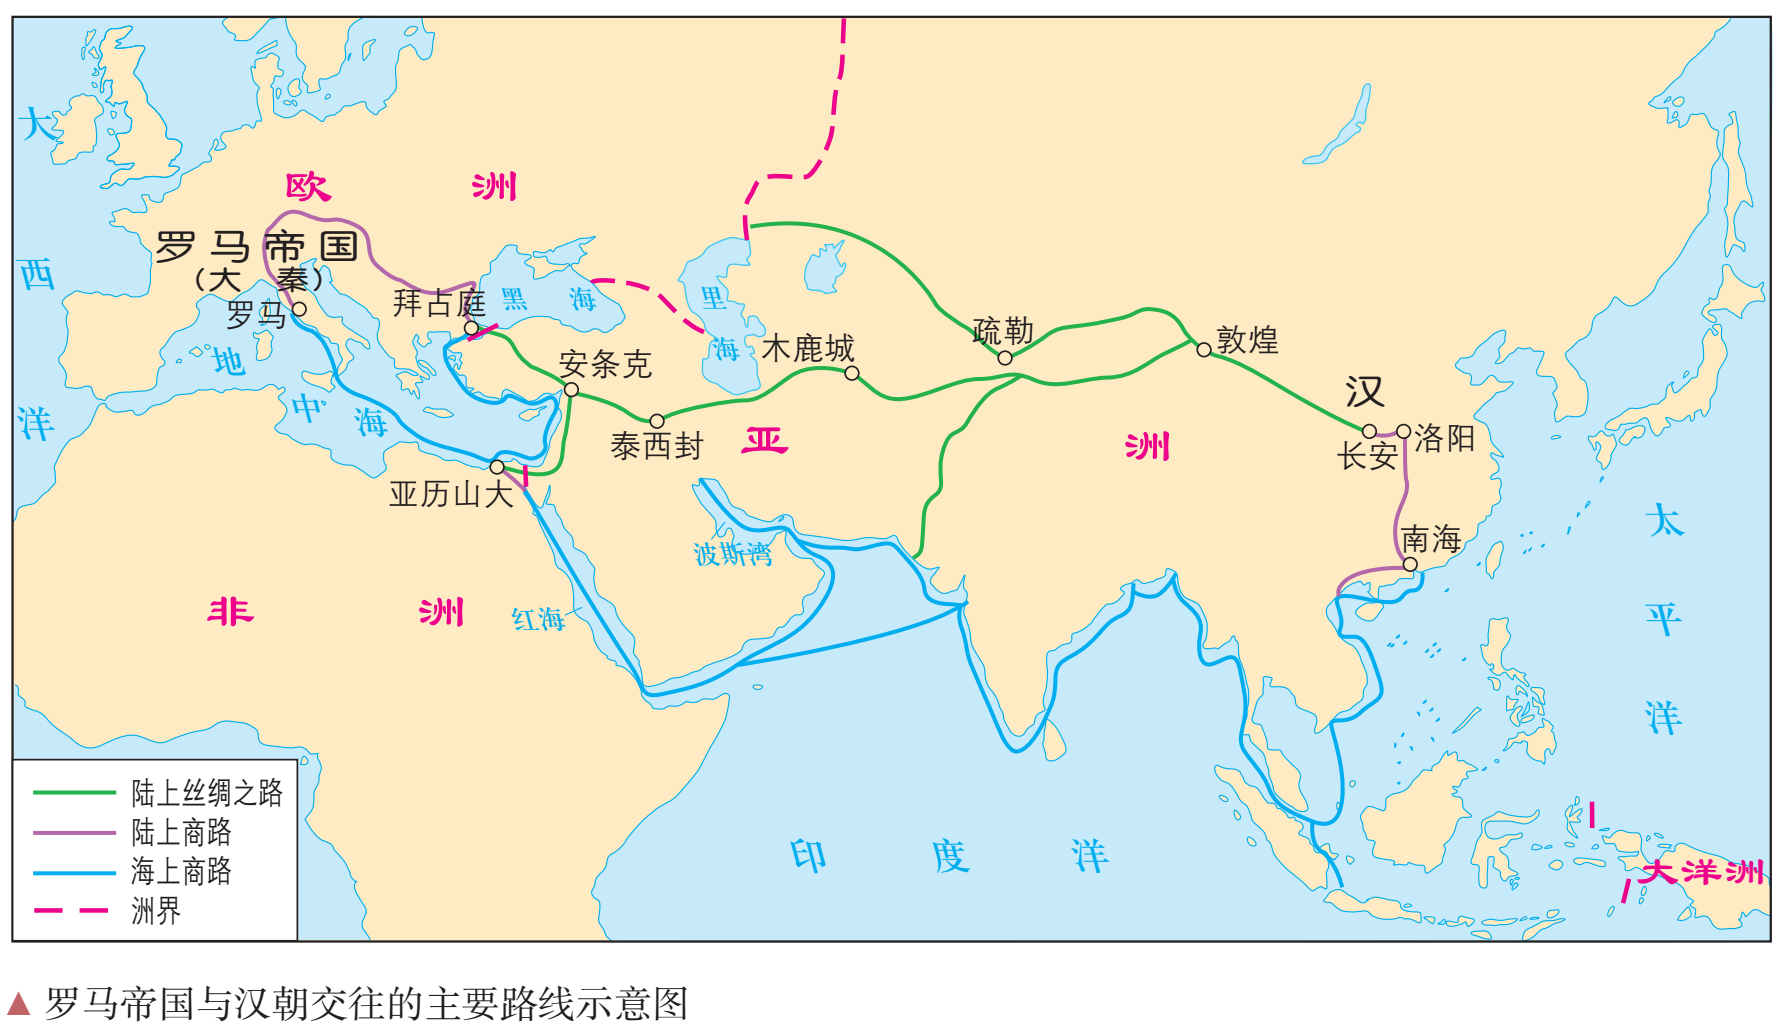 大
西
洋
欧 洲
罗马帝国
(大 秦)
罗马
拜古庭
黑 海
里
海
地
中 海
安条克
木鹿城
疏勒
敦煌
汉
长安
洛阳
泰西封
亚 洲
亚历山大
南海
波斯湾
红海
非 洲
太
平
洋
印 度 洋
大洋洲
陆上丝绸之路
陆上商路
海上商路
洲界
▲ 罗马帝国与汉朝交往的主要路线示意图